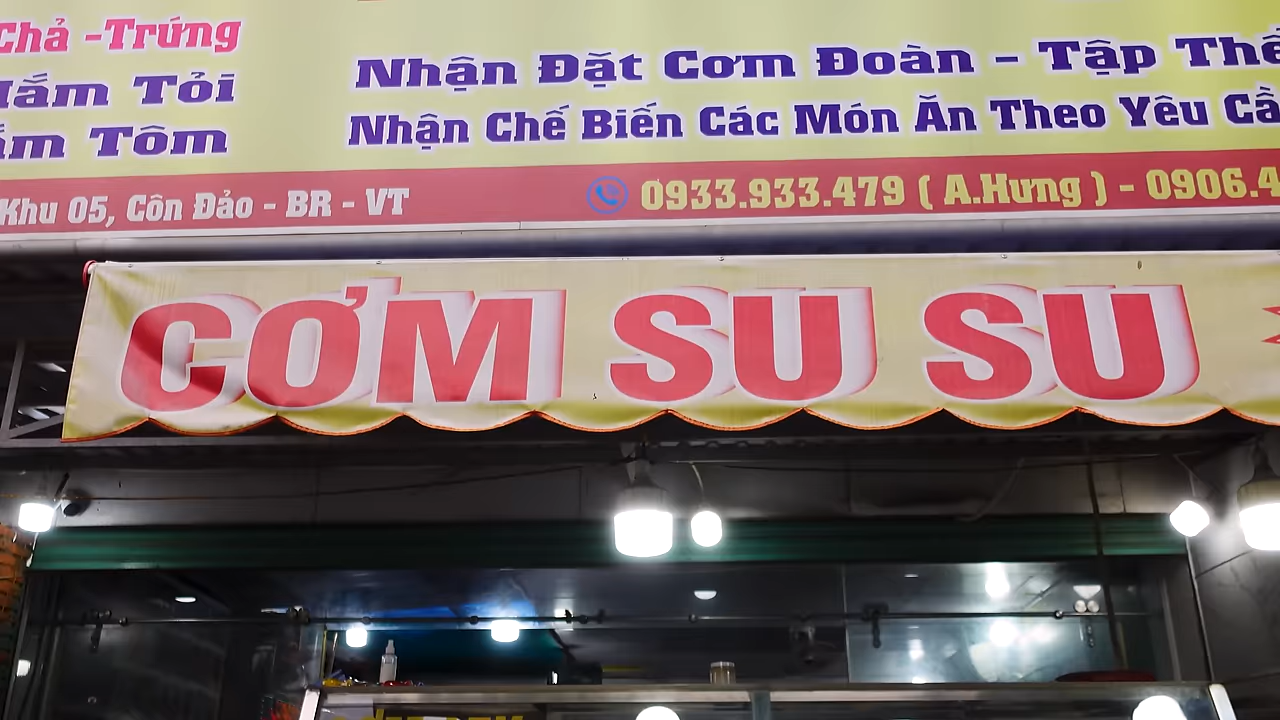 Chả -Trứng
Mắm Tỏi
Mắm Tôm
Nhận Đặt Cơm Đoàn - Tập Thể
Nhận Chế Biến Các Món Ăn Theo Yêu
Khu 05, Côn Đảo - BR - VT
0933.933.479 ( A.Hưng ) - 0906.4
CƠM SU SU